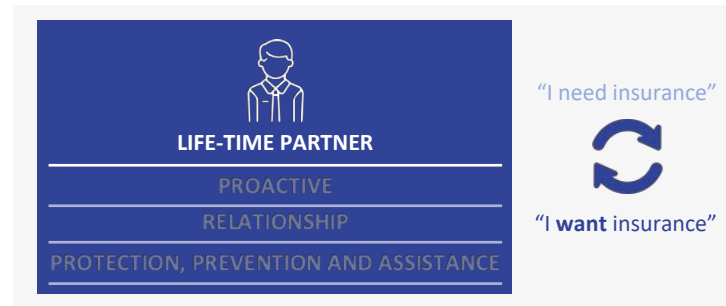 LIFE-TIME PARTNER
PROACTIVE
RELATIONSHIP
PROTECTION, PREVENTION AND ASSISTANCE
“I need insurance”
“I want insurance”